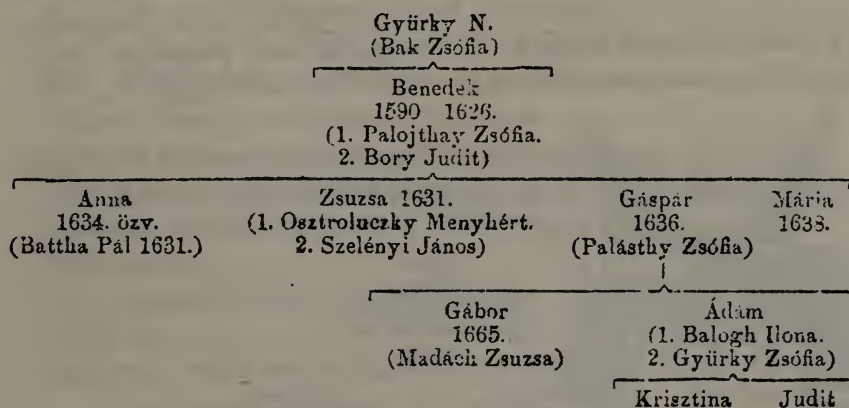 Gyürky N.
(Bak Zsófia)
Benedek
1590 1626.
(1. Palojthay Zsófia.
2. Bory Judit)
Anna Zsuzsa 1631. Gáspár Mária
1634. özv. (1. Osztroluczky Menyhért. 1636. 1638.
(Battha Pál 1631.) 2. Szelényi János) (Palásthy Zsófia)
Gábor Ádám
1665. (1. Balogh Ilona.
(Madách Zsuzsa) 2. Gyürky Zsófia)
Krisztina Judit